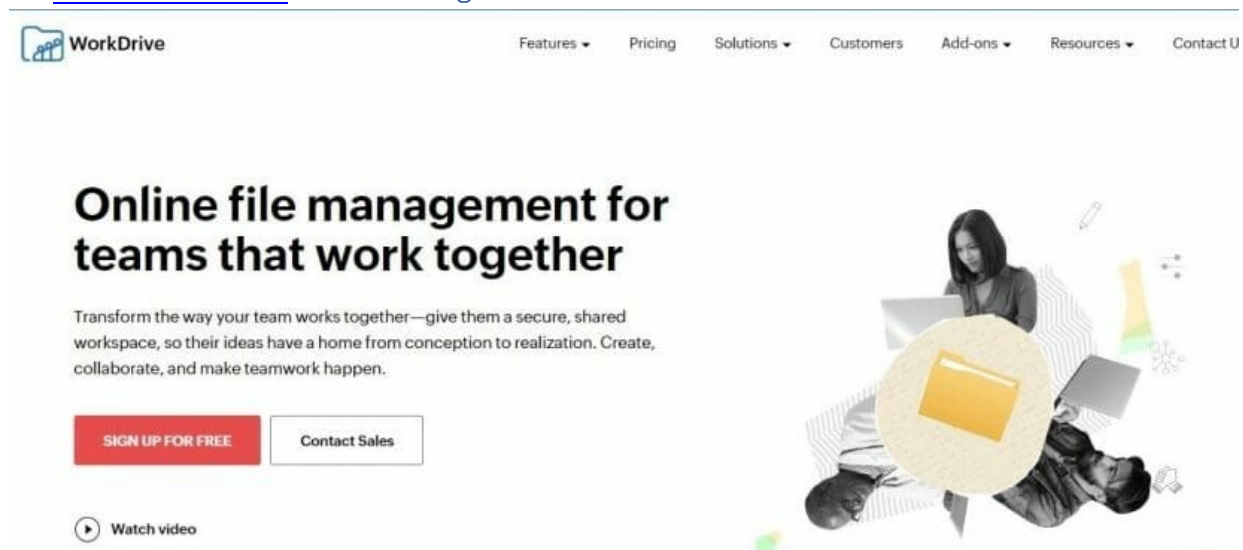 WorkDrive
Features Pricing Solutions Customers Add-ons Resources Contact U
Online file management for
teams that work together
Transform the way your team works together—give them a secure, shared
workspace, so their ideas have a home from conception to realization. Create,
collaborate, and make teamwork happen.
SIGN UP FOR FREE Contact Sales
Watch video